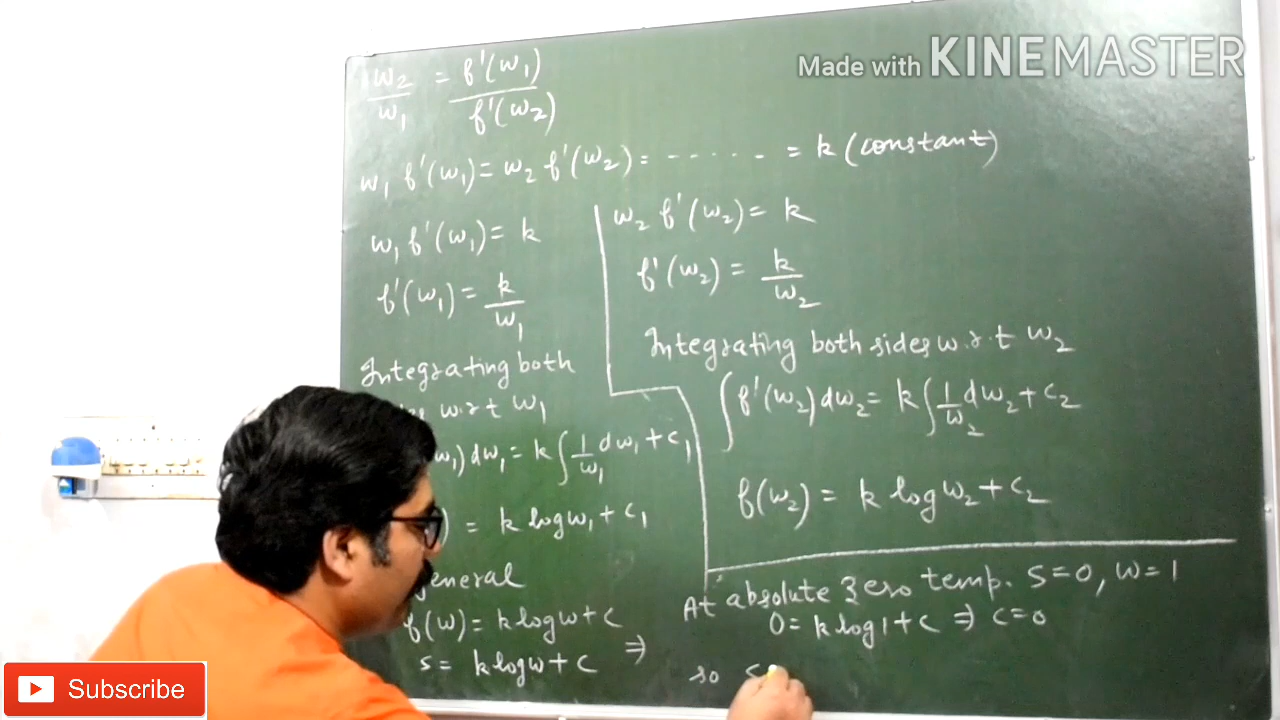 Made with KINEMASTER
w₂/w₁ = f'(w₁)/f'(w₂)
w₁ f'(w₁) = w₂ f'(w₂) = - - - - - - = k (constant)
w₁ f'(w₁) = k
f'(w₁) = k/w₁
Integrating both
w.r.t w₁
w₁) dw₁ = k ∫ 1/w₁ dw₁ + c₁
) = k log w₁ + c₁
general
f(w) = k log w + c
s = k log w + c ⇒
w₂ f'(w₂) = k
f'(w₂) = k/w₂
Integrating both sides w.r.t w₂
∫ f'(w₂) dw₂ = k ∫ 1/w₂ dw₂ + c₂
f(w₂) = k log w₂ + c₂
At absolute zero temp. S=0, w=1
0 = k log 1 + c ⇒ c=0
so s
Subscribe